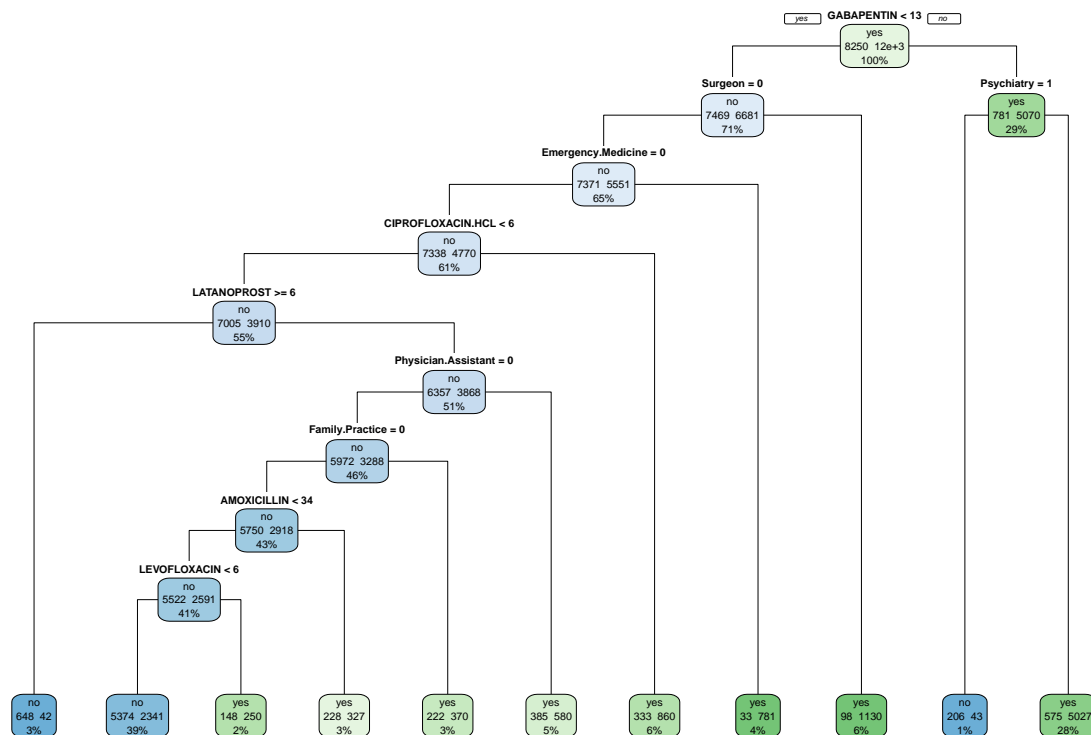 yes GABAPENTIN < 13 no
yes
8250 12e+3
100%
Surgeon = 0
Psychiatry = 1
no
7469 6681
71%
yes
781 5070
29%
Emergency.Medicine = 0
no
7371 5551
65%
CIPROFLOXACIN.HCL < 6
no
7338 4770
61%
LATANOPROST >= 6
no
7005 3910
55%
Physician.Assistant = 0
no
6357 3868
51%
Family.Practice = 0
no
5972 3288
46%
AMOXICILLIN < 34
no
5750 2918
43%
LEVOFLOXACIN < 6
no
5522 2591
41%
no
648 42
3%
no
5374 2341
39%
yes
148 250
2%
yes
228 327
3%
yes
222 370
3%
yes
385 580
5%
yes
333 860
6%
yes
33 781
4%
yes
98 1130
6%
no
206 43
1%
yes
575 5027
28%